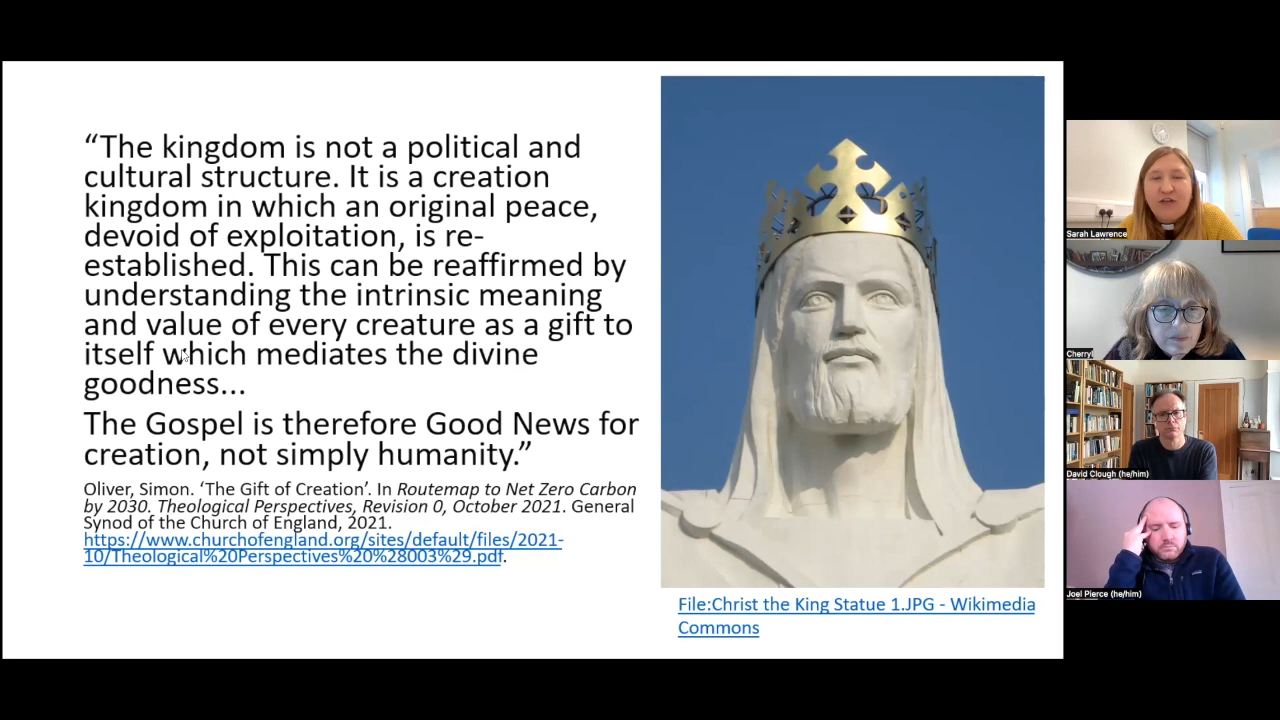 “The kingdom is not a political and
cultural structure. It is a creation
kingdom in which an original peace,
devoid of exploitation, is re-
established. This can be reaffirmed by
understanding the intrinsic meaning
and value of every creature as a gift to
itself which mediates the divine
goodness...
The Gospel is therefore Good News for
creation, not simply humanity.”
Oliver, Simon. ‘The Gift of Creation’. In Routemap to Net Zero Carbon
by 2030. Theological Perspectives, Revision 0, October 2021. General
Synod of the Church of England, 2021.
https://www.churchofengland.org/sites/default/files/2021-
10/Theological%20Perspectives%20%28003%29.pdf.
File:Christ the King Statue 1.JPG - Wikimedia
Commons
Sarah Lawrence
Cherryl
David Clough (he/him)
Joel Pierce (he/him)